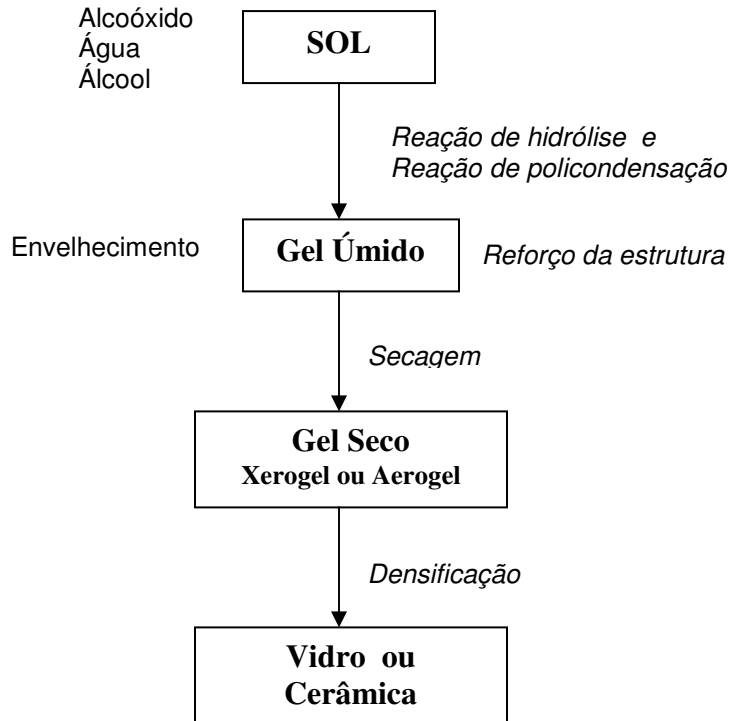 Alcoóxido
Água
Álcool
SOL
Reação de hidrólise e
Reação de policondensação
Envelhecimento
Gel Úmido
Reforço da estrutura
Secagem
Gel Seco
Xerogel ou Aerogel
Densificação
Vidro ou
Cerâmica